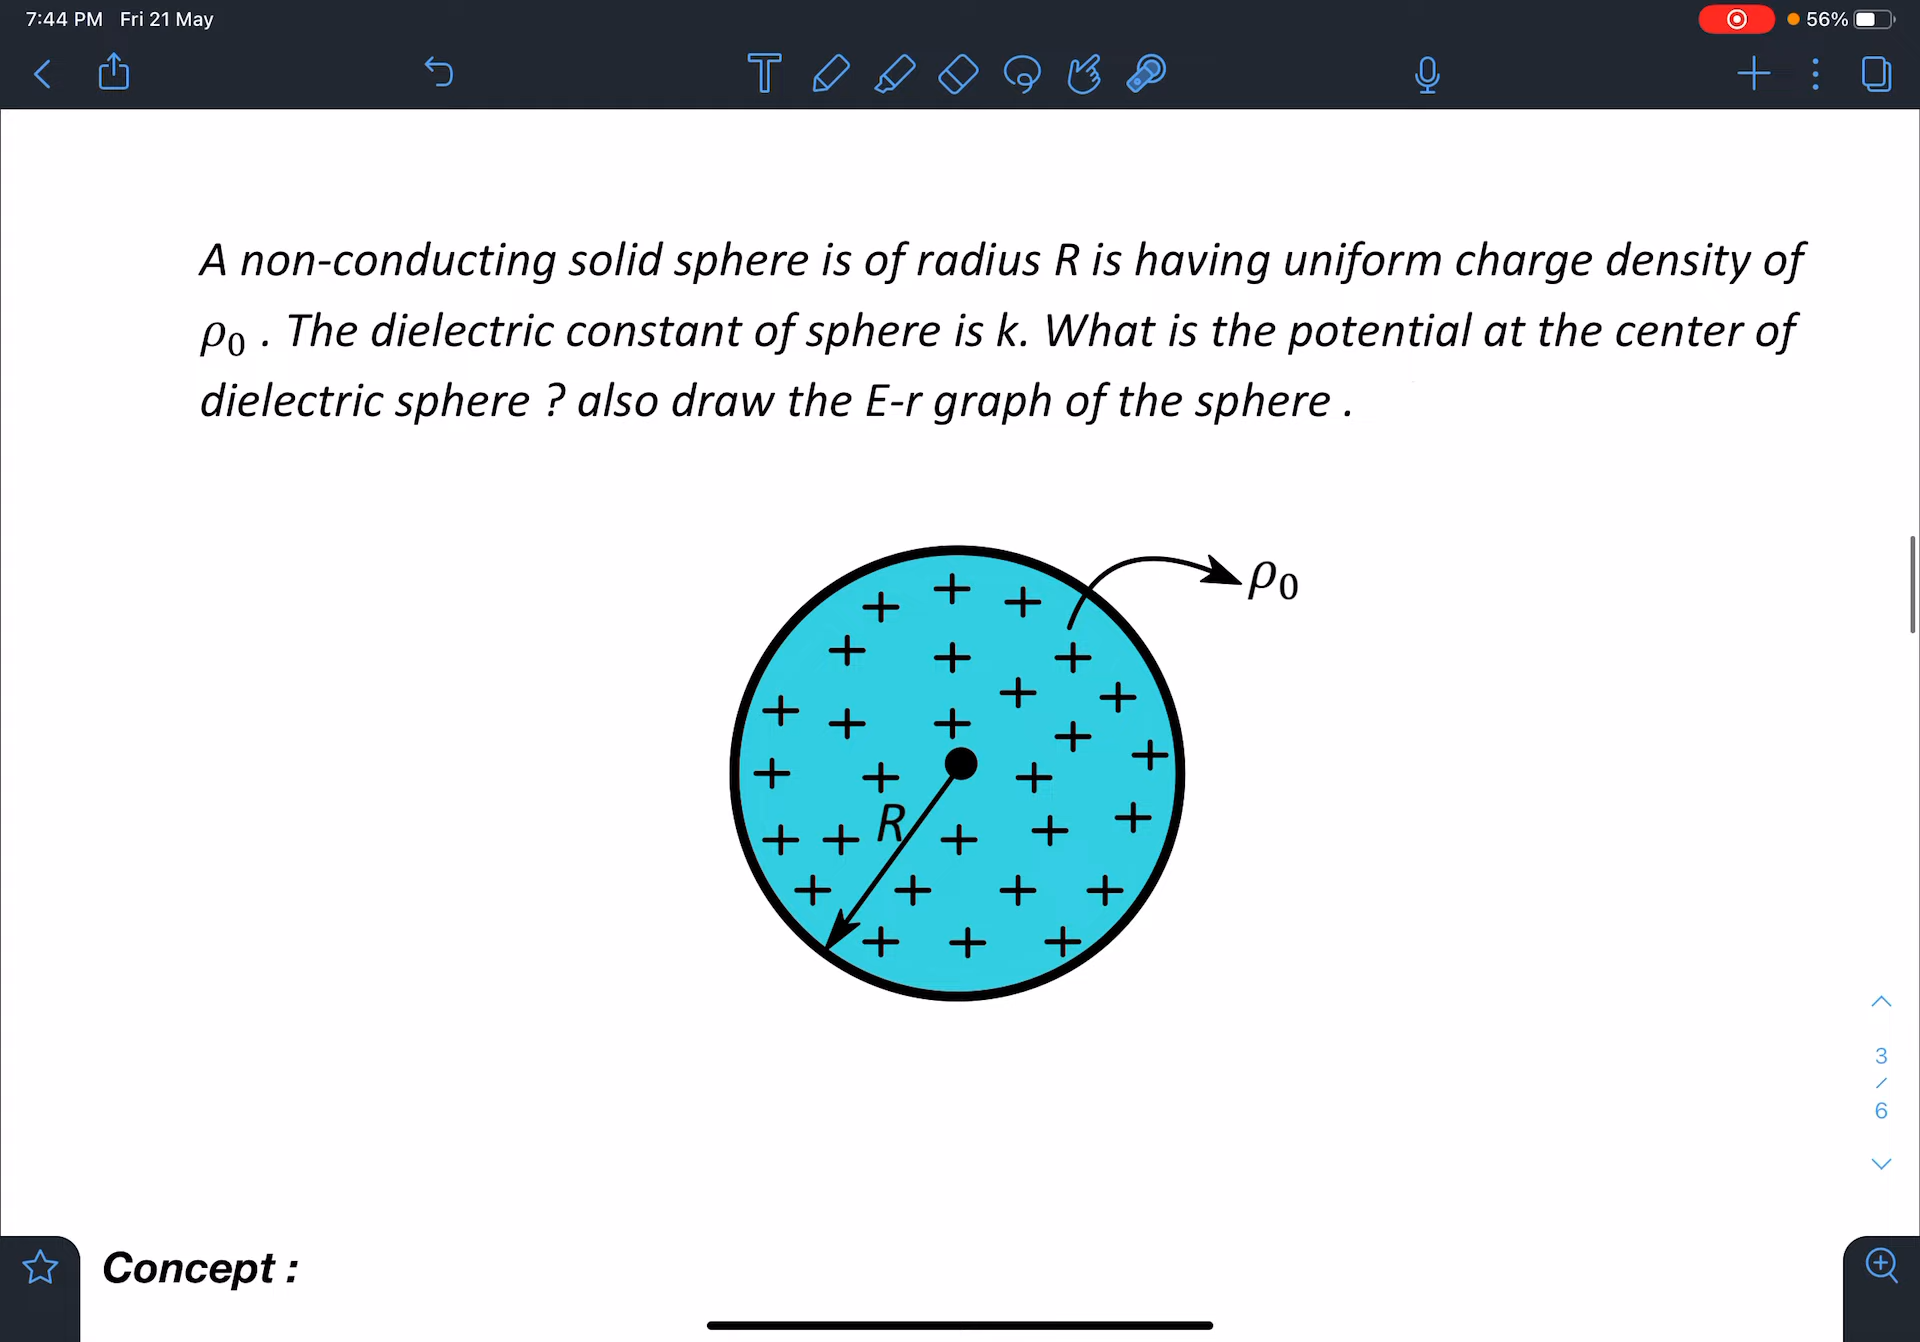 7:44 PM Fri 21 May
56%
A non-conducting solid sphere is of radius R is having uniform charge density of
ρ₀ . The dielectric constant of sphere is k. What is the potential at the center of
dielectric sphere ? also draw the E-r graph of the sphere .
ρ₀
R
3
/
6
Concept :